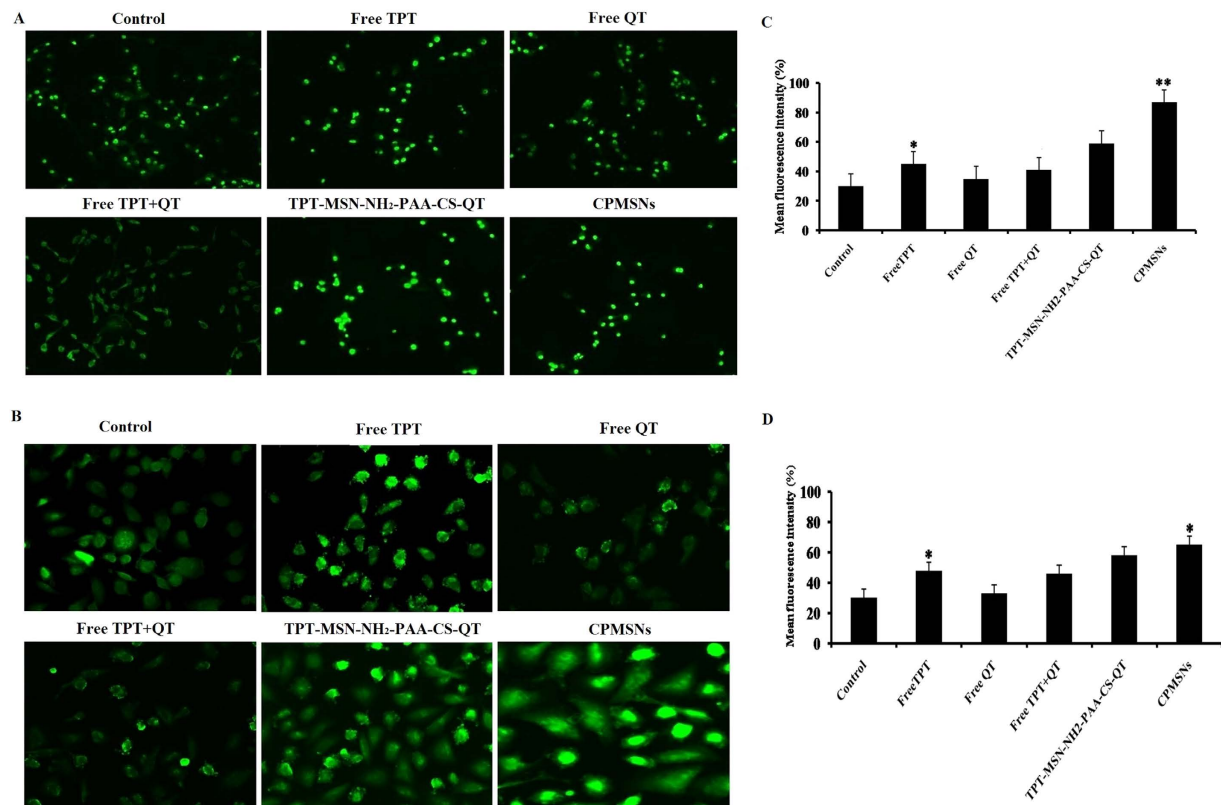 A
Control
Free TPT
Free QT
Free TPT+QT
TPT-MSN-NH₂-PAA-CS-QT
CPMSNs
C
Mean fluorescence intensity (%)
100
80
60
40
20
0
*
**
Control
FreeTPT
Free QT
Free TPT+QT
TPT-MSN-NH2-PAA-CS-QT
CPMSNs
B
Control
Free TPT
Free QT
Free TPT+QT
TPT-MSN-NH₂-PAA-CS-QT
CPMSNs
D
Mean fluorescence intensity (%)
100
80
60
40
20
0
*
*
Control
FreeTPT
Free QT
Free TPT+QT
TPT-MSN-NH2-PAA-CS-QT
CPMSNs